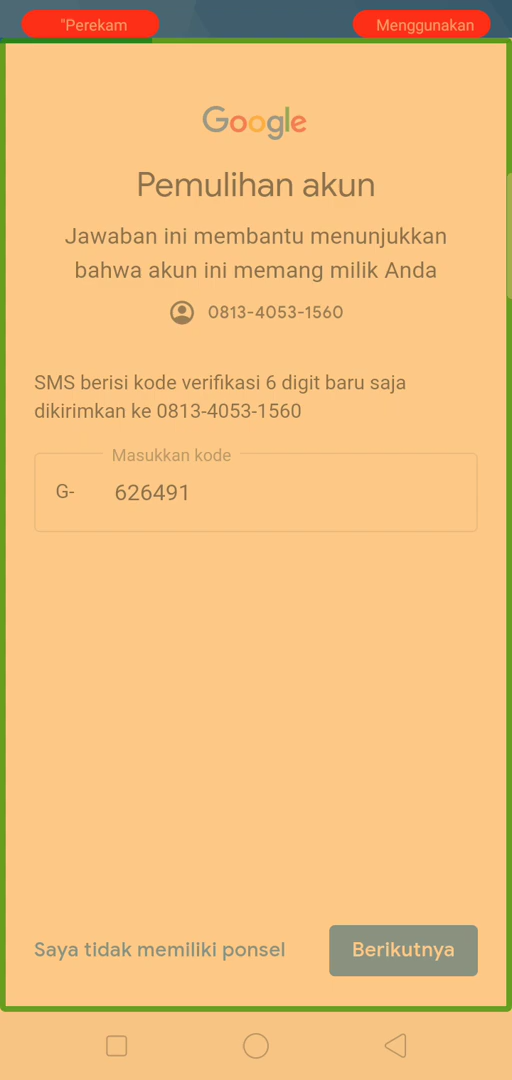 "Perekam
Menggunakan
Google
Pemulihan akun
Jawaban ini membantu menunjukkan
bahwa akun ini memang milik Anda
0813-4053-1560
SMS berisi kode verifikasi 6 digit baru saja
dikirimkan ke 0813-4053-1560
Masukkan kode
G- 626491
Saya tidak memiliki ponsel
Berikutnya